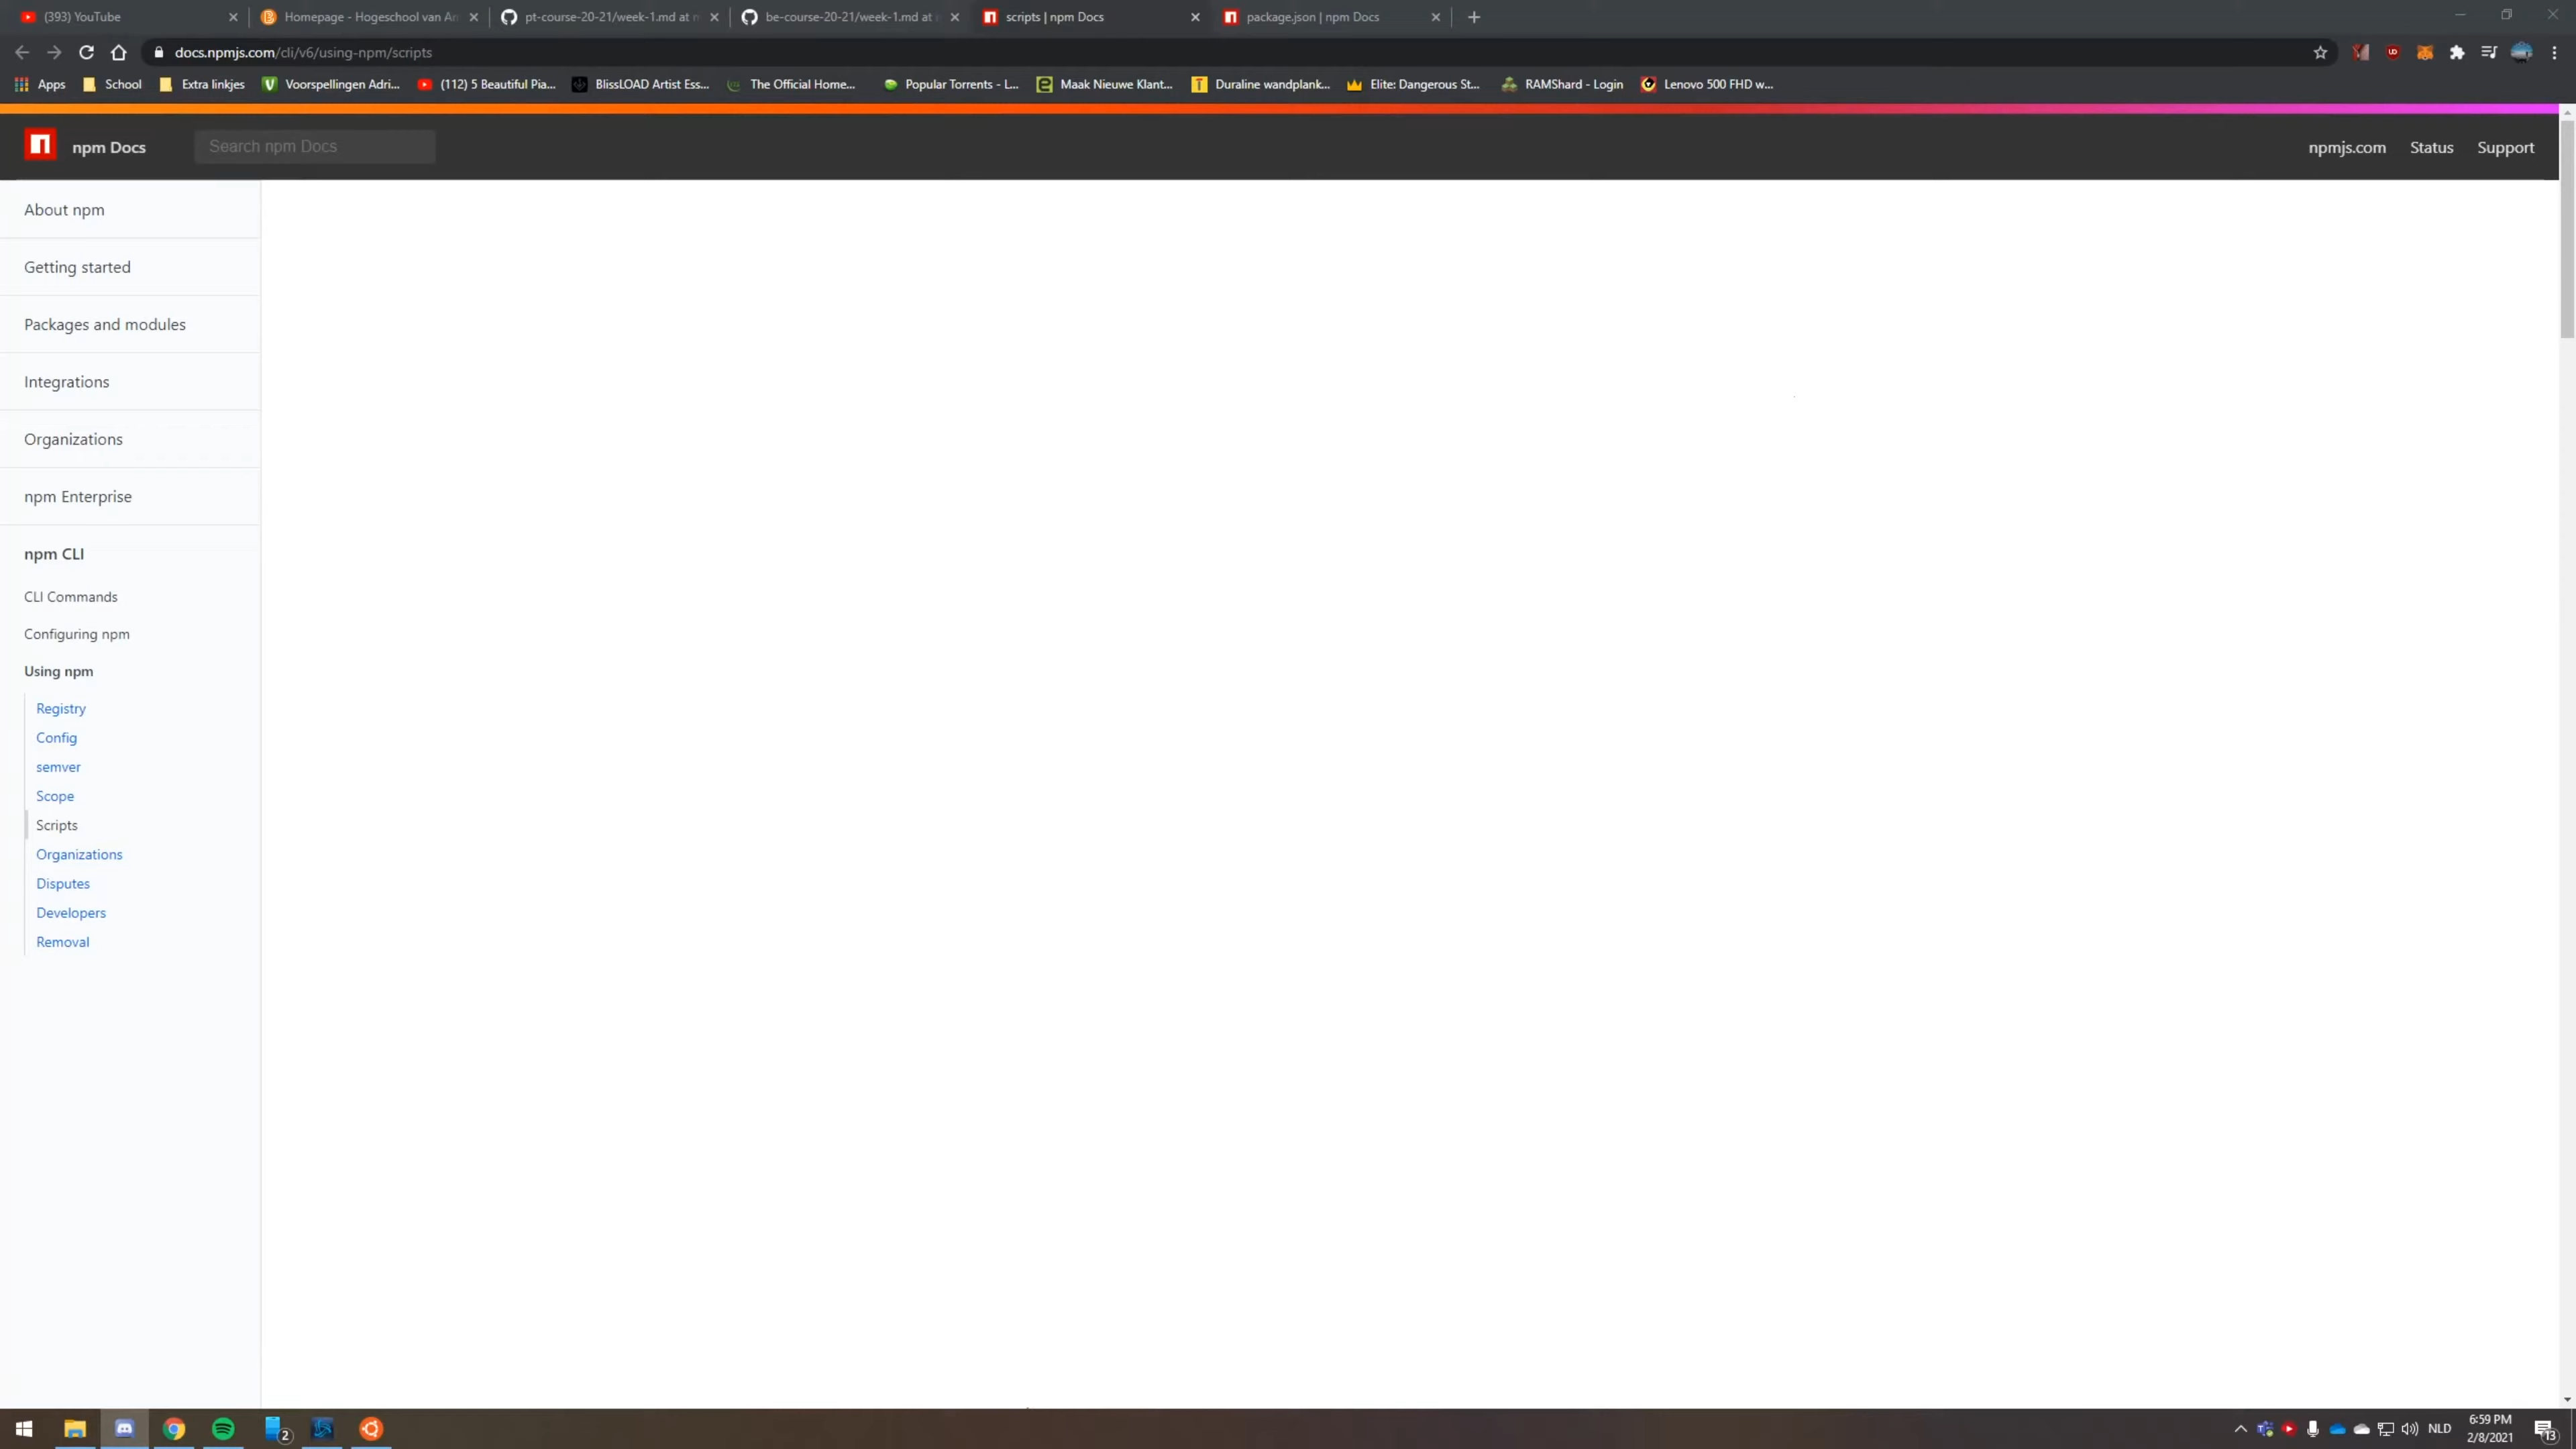 (393) YouTube
Homepage - Hogeschool van Am
pt-course-20-21/week-1.md at m
be-course-20-21/week-1.md at
scripts | npm Docs
package.json | npm Docs
docs.npmjs.com/cli/v6/using-npm/scripts
Apps
School
Extra linkjes
Voorspellingen Adri...
(112) 5 Beautiful Pia...
BlissLOAD Artist Ess...
The Official Home...
Popular Torrents - L...
Maak Nieuwe Klant...
Duraline wandplank...
Elite: Dangerous St...
RAMShard - Login
Lenovo 500 FHD w...
npm Docs
Search npm Docs
npmjs.com
Status
Support
About npm
Getting started
Packages and modules
Integrations
Organizations
npm Enterprise
npm CLI
CLI Commands
Configuring npm
Using npm
Registry
Config
semver
Scope
Scripts
Organizations
Disputes
Developers
Removal
2
NLD
6:59 PM
2/8/2021
13